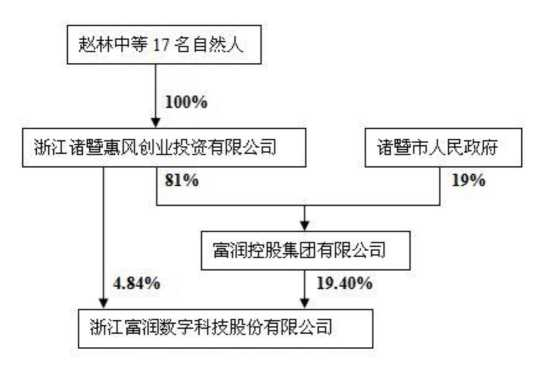 赵林中等 17 名自然人
100%
浙江诸暨惠风创业投资有限公司
诸暨市人民政府
81%
19%
富润控股集团有限公司
4.84%
19.40%
浙江富润数字科技股份有限公司